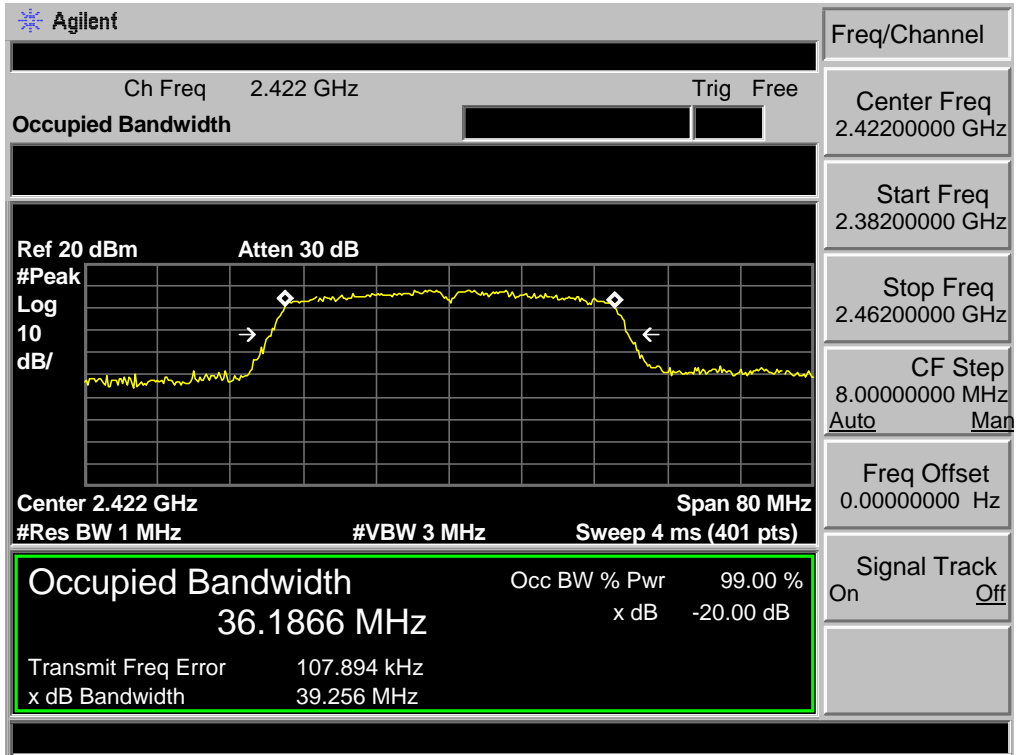 Agilent
Freq/Channel
Ch Freq 2.422 GHz Trig Free
Occupied Bandwidth
Center Freq
2.42200000 GHz
Start Freq
2.38200000 GHz
Stop Freq
2.46200000 GHz
CF Step
8.00000000 MHz
Auto Man
Freq Offset
0.00000000 Hz
Signal Track
On Off
Ref 20 dBm Atten 30 dB
#Peak
Log
10
dB/
Center 2.422 GHz Span 80 MHz
#Res BW 1 MHz #VBW 3 MHz Sweep 4 ms (401 pts)
Occupied Bandwidth Occ BW % Pwr 99.00 %
36.1866 MHz x dB -20.00 dB
Transmit Freq Error 107.894 kHz
x dB Bandwidth 39.256 MHz